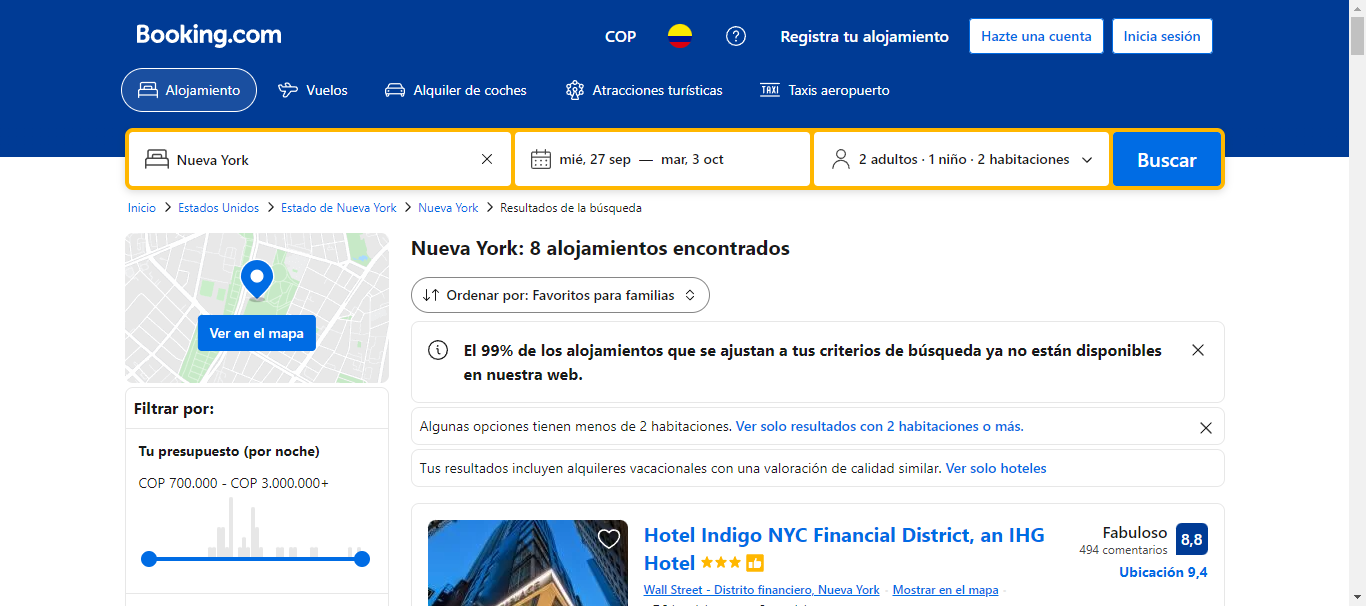 Booking.com
COP
Registra tu alojamiento
Hazte una cuenta
Inicia sesión
Alojamiento
Vuelos
Alquiler de coches
Atracciones turísticas
TAXI
Taxis aeropuerto
Nueva York
mié, 27 sep — mar, 3 oct
2 adultos · 1 niño · 2 habitaciones
Buscar
Inicio > Estados Unidos > Estado de Nueva York > Nueva York > Resultados de la búsqueda
Ver en el mapa
Filtrar por:
Tu presupuesto (por noche)
COP 700.000 - COP 3.000.000+
Nueva York: 8 alojamientos encontrados
Ordenar por: Favoritos para familias
El 99% de los alojamientos que se ajustan a tus criterios de búsqueda ya no están disponibles
en nuestra web.
Algunas opciones tienen menos de 2 habitaciones. Ver solo resultados con 2 habitaciones o más.
Tus resultados incluyen alquileres vacacionales con una valoración de calidad similar. Ver solo hoteles
Hotel Indigo NYC Financial District, an IHG
Hotel
Wall Street - Distrito financiero, Nueva York · Mostrar en el mapa ·
Fabuloso
494 comentarios
8,8
Ubicación 9,4